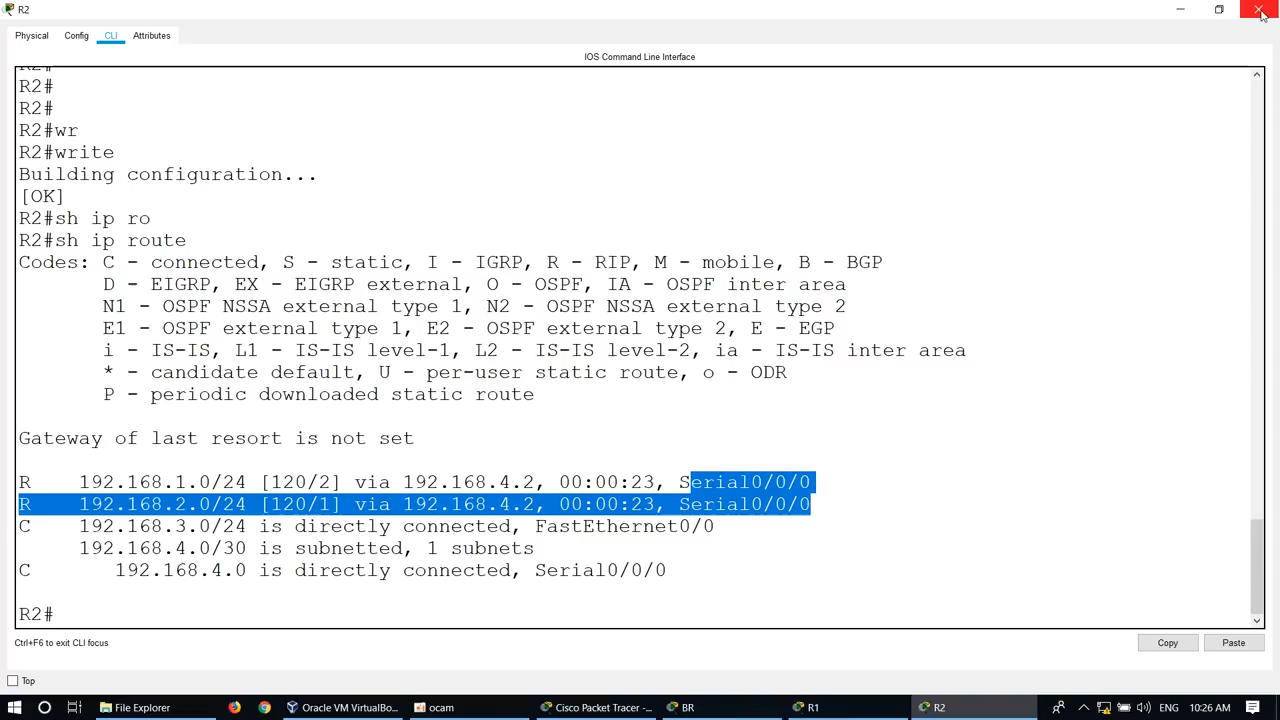 R2
Physical Config CLI Attributes
IOS Command Line Interface
R2#
R2#
R2#
R2#wr
R2#write
Building configuration...
[OK]
R2#sh ip ro
R2#sh ip route
Codes: C - connected, S - static, I - IGRP, R - RIP, M - mobile, B - BGP
D - EIGRP, EX - EIGRP external, O - OSPF, IA - OSPF inter area
N1 - OSPF NSSA external type 1, N2 - OSPF NSSA external type 2
E1 - OSPF external type 1, E2 - OSPF external type 2, E - EGP
i - IS-IS, L1 - IS-IS level-1, L2 - IS-IS level-2, ia - IS-IS inter area
* - candidate default, U - per-user static route, o - ODR
P - periodic downloaded static route
Gateway of last resort is not set
R 192.168.1.0/24 [120/2] via 192.168.4.2, 00:00:23, Serial0/0/0
R 192.168.2.0/24 [120/1] via 192.168.4.2, 00:00:23, Serial0/0/0
C 192.168.3.0/24 is directly connected, FastEthernet0/0
192.168.4.0/30 is subnetted, 1 subnets
C 192.168.4.0 is directly connected, Serial0/0/0
R2#
Ctrl+F6 to exit CLI focus
Copy Paste
Top
File Explorer Oracle VM VirtualBo... ocam Cisco Packet Tracer -... BR R1 R2 ENG 10:26 AM